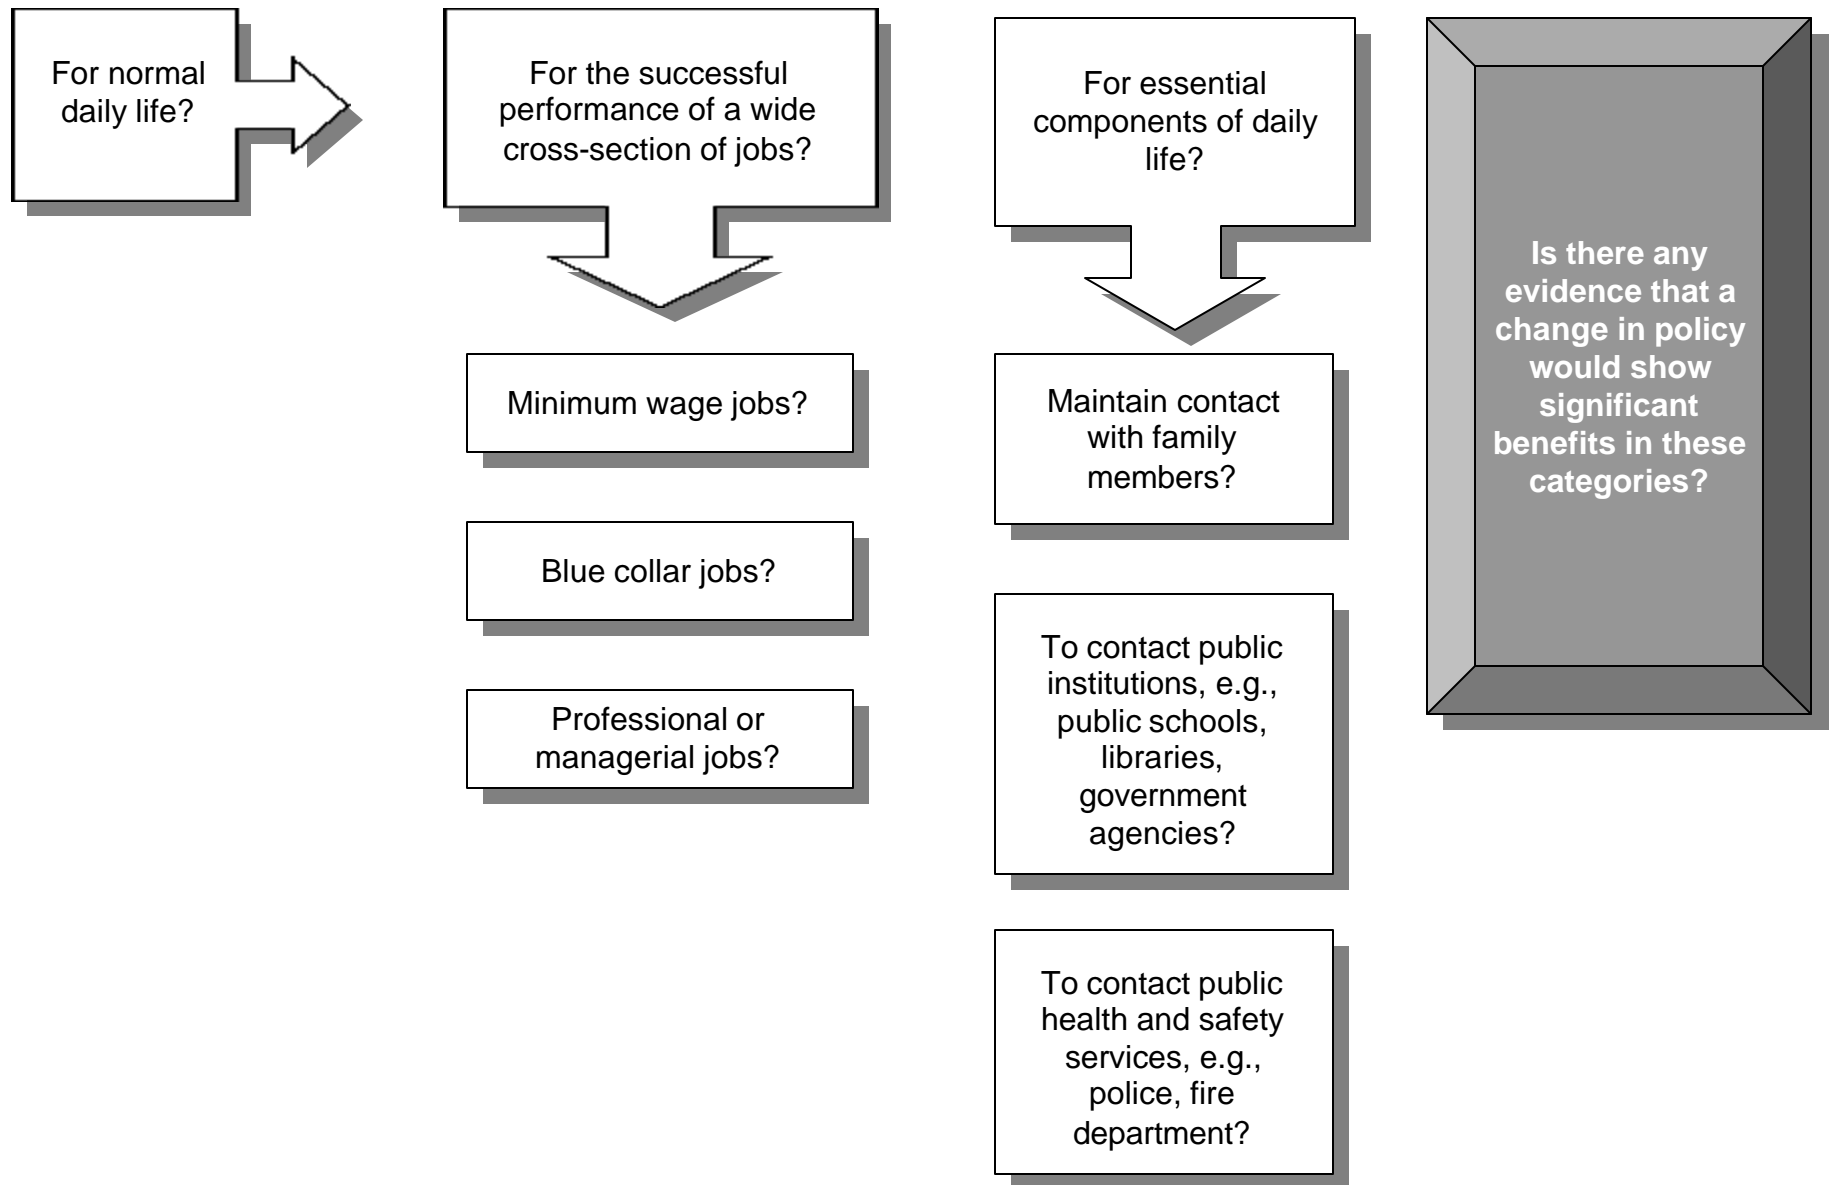 For normal
daily life?
For the successful
performance of a wide
cross-section of jobs?
Minimum wage jobs?
Blue collar jobs?
Professional or
managerial jobs?
For essential
components of daily
life?
Maintain contact
with family
members?
To contact public
institutions, e.g.,
public schools,
libraries,
government
agencies?
To contact public
health and safety
services, e.g.,
police, fire
department?
Is there any
evidence that a
change in policy
would show
significant
benefits in these
categories?